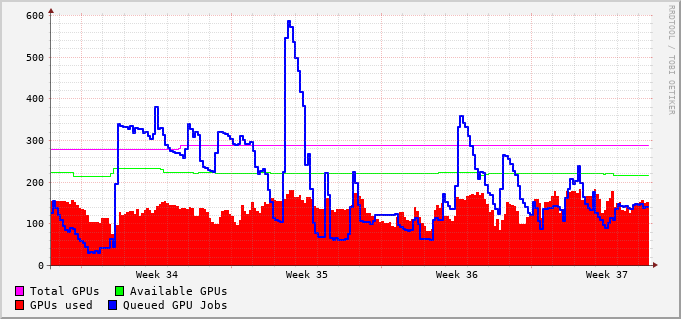 600
500
400
300
200
100
0
Week 34 Week 35 Week 36 Week 37
Total GPUs Available GPUs
GPUs used Queued GPU Jobs
RRDTOOL / TOBI OETIKER